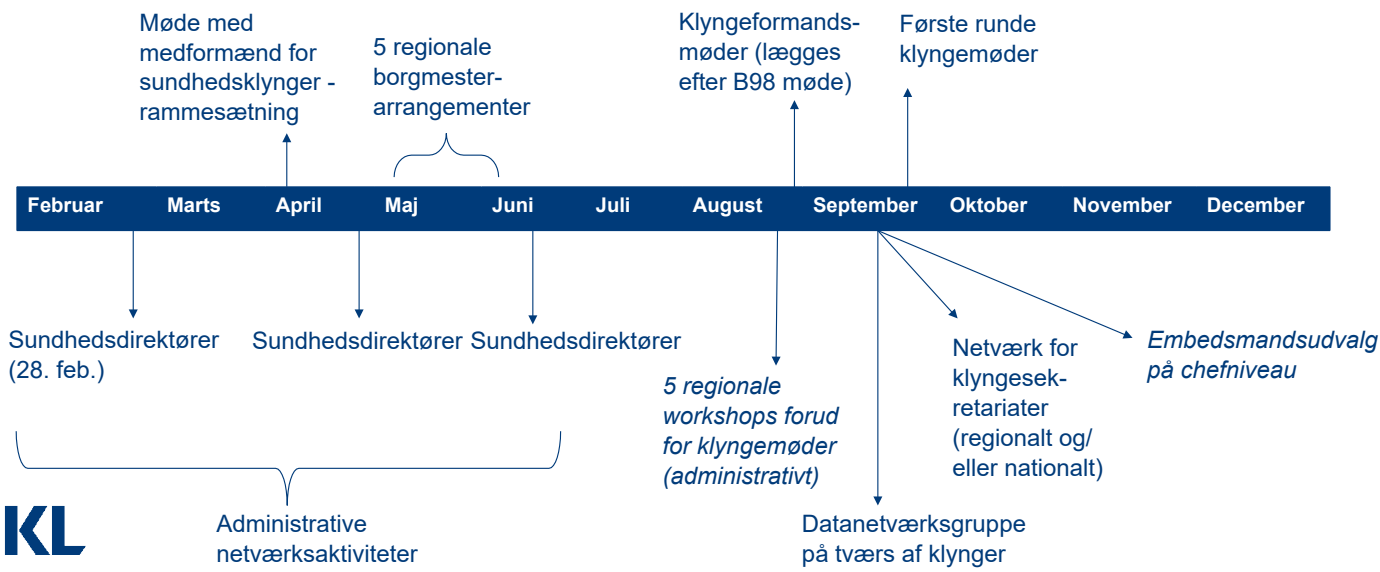 Møde med
medformænd for
sundhedsklynger -
rammesætning
5 regionale
borgmester-
arrangementer
Klyngeformands-
møder (lægges
efter B98 møde)
Første runde
klyngemøder
Februar Marts April Maj Juni Juli August September Oktober November December
Sundhedsdirektører
(28. feb.)
Sundhedsdirektører
Sundhedsdirektører
5 regionale
workshops forud
for klyngemøder
(administrativt)
Netværk for
klyngesek-
retariater
(regionalt og/
eller nationalt)
Embedsmandsudvalg
på chefniveau
KL
Administrative
netværksaktiviteter
Datanetværksgruppe
på tværs af klynger